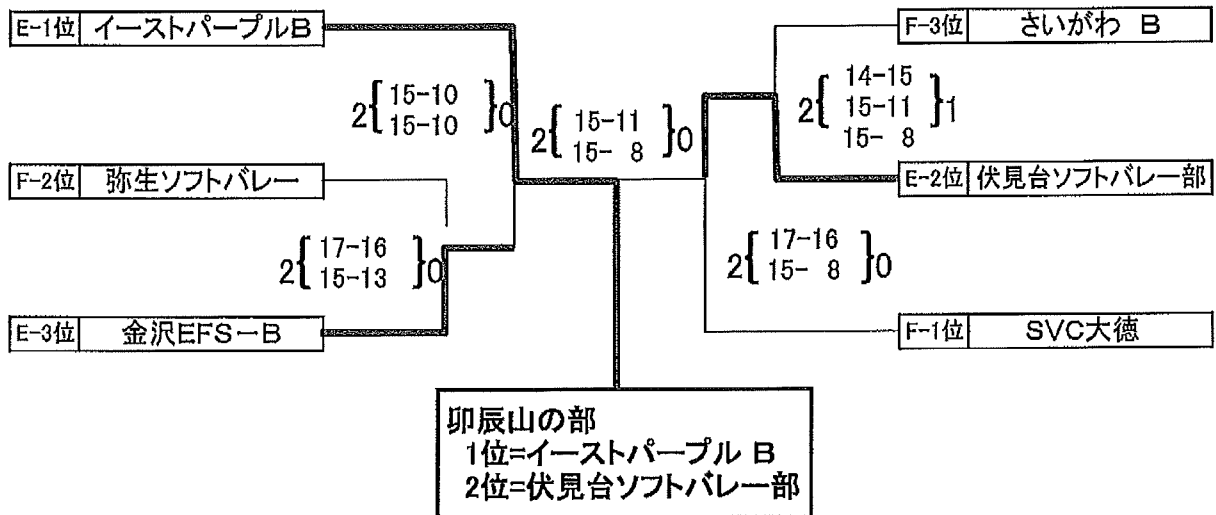 E-1位 イーストパープルB
F-3位 さいがわ B
2{ 15-10 }0
15-10
2{ 15-11 }0
15- 8
2{ 14-15 }1
15-11
15- 8
F-2位 弥生ソフトバレー
E-2位 伏見台ソフトバレー部
2{ 17-16 }0
15-13
2{ 17-16 }0
15- 8
E-3位 金沢EFS－B
F-1位 SVC大徳
卯辰山の部
1位=イーストパープル B
2位=伏見台ソフトバレー部